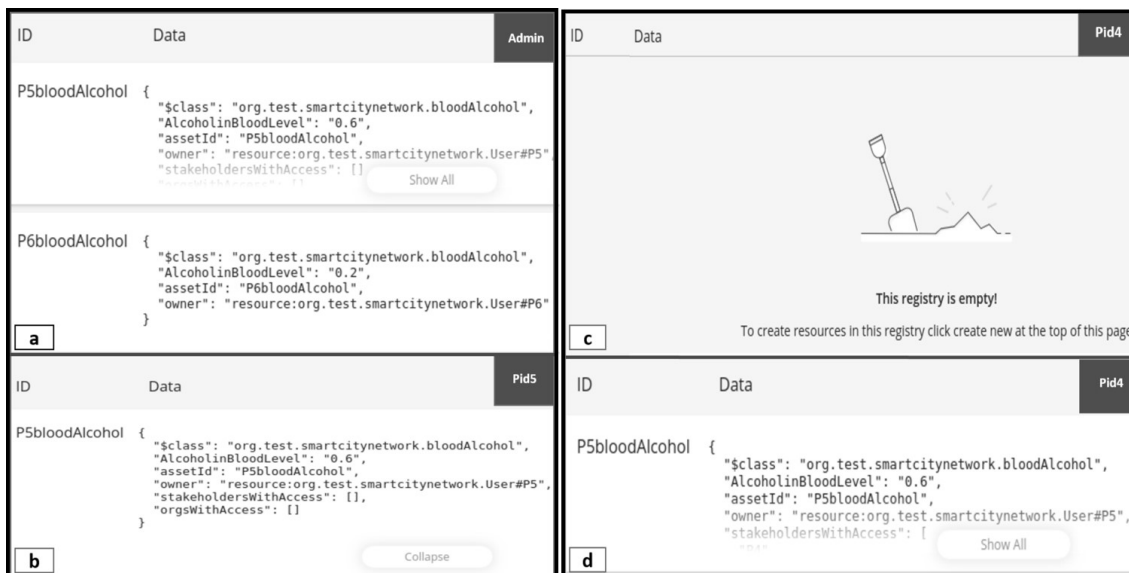 ID Data Admin
P5bloodAlcohol {
"$class": "org.test.smartcitynetwork.bloodAlcohol",
"AlcoholinBloodLevel": "0.6",
"assetId": "P5bloodAlcohol",
"owner": "resource:org.test.smartcitynetwork.User#P5",
"stakeholdersWithAccess": []
"orgsWithAccess": []
Show All
P6bloodAlcohol {
"$class": "org.test.smartcitynetwork.bloodAlcohol",
"AlcoholinBloodLevel": "0.2",
"assetId": "P6bloodAlcohol",
"owner": "resource:org.test.smartcitynetwork.User#P6"
}
a
ID Data Pid5
P5bloodAlcohol {
"$class": "org.test.smartcitynetwork.bloodAlcohol",
"AlcoholinBloodLevel": "0.6",
"assetId": "P5bloodAlcohol",
"owner": "resource:org.test.smartcitynetwork.User#P5",
"stakeholdersWithAccess": [],
"orgsWithAccess": []
}
Collapse
b
ID Data Pid4
This registry is empty!
To create resources in this registry click create new at the top of this page
c
ID Data Pid4
P5bloodAlcohol {
"$class": "org.test.smartcitynetwork.bloodAlcohol",
"AlcoholinBloodLevel": "0.6",
"assetId": "P5bloodAlcohol",
"owner": "resource:org.test.smartcitynetwork.User#P5",
"stakeholdersWithAccess": [
Show All
d